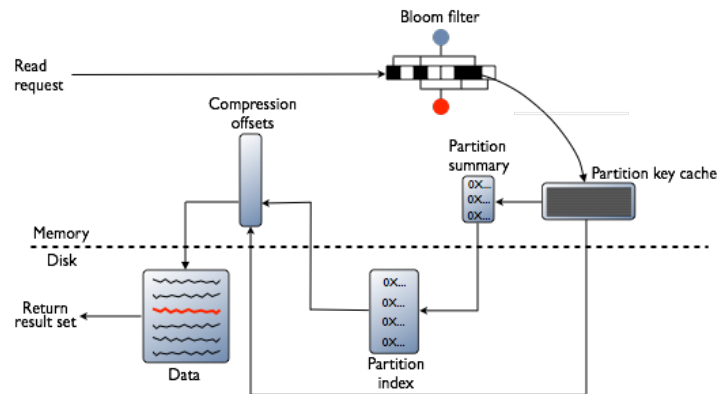 Bloom filter
Read
request
Compression
offsets
Partition
summary
Partition key cache
0X...
0X...
0X...
Memory
Disk
0X...
0X...
0X...
0X...
Return
result set
Data
Partition
index